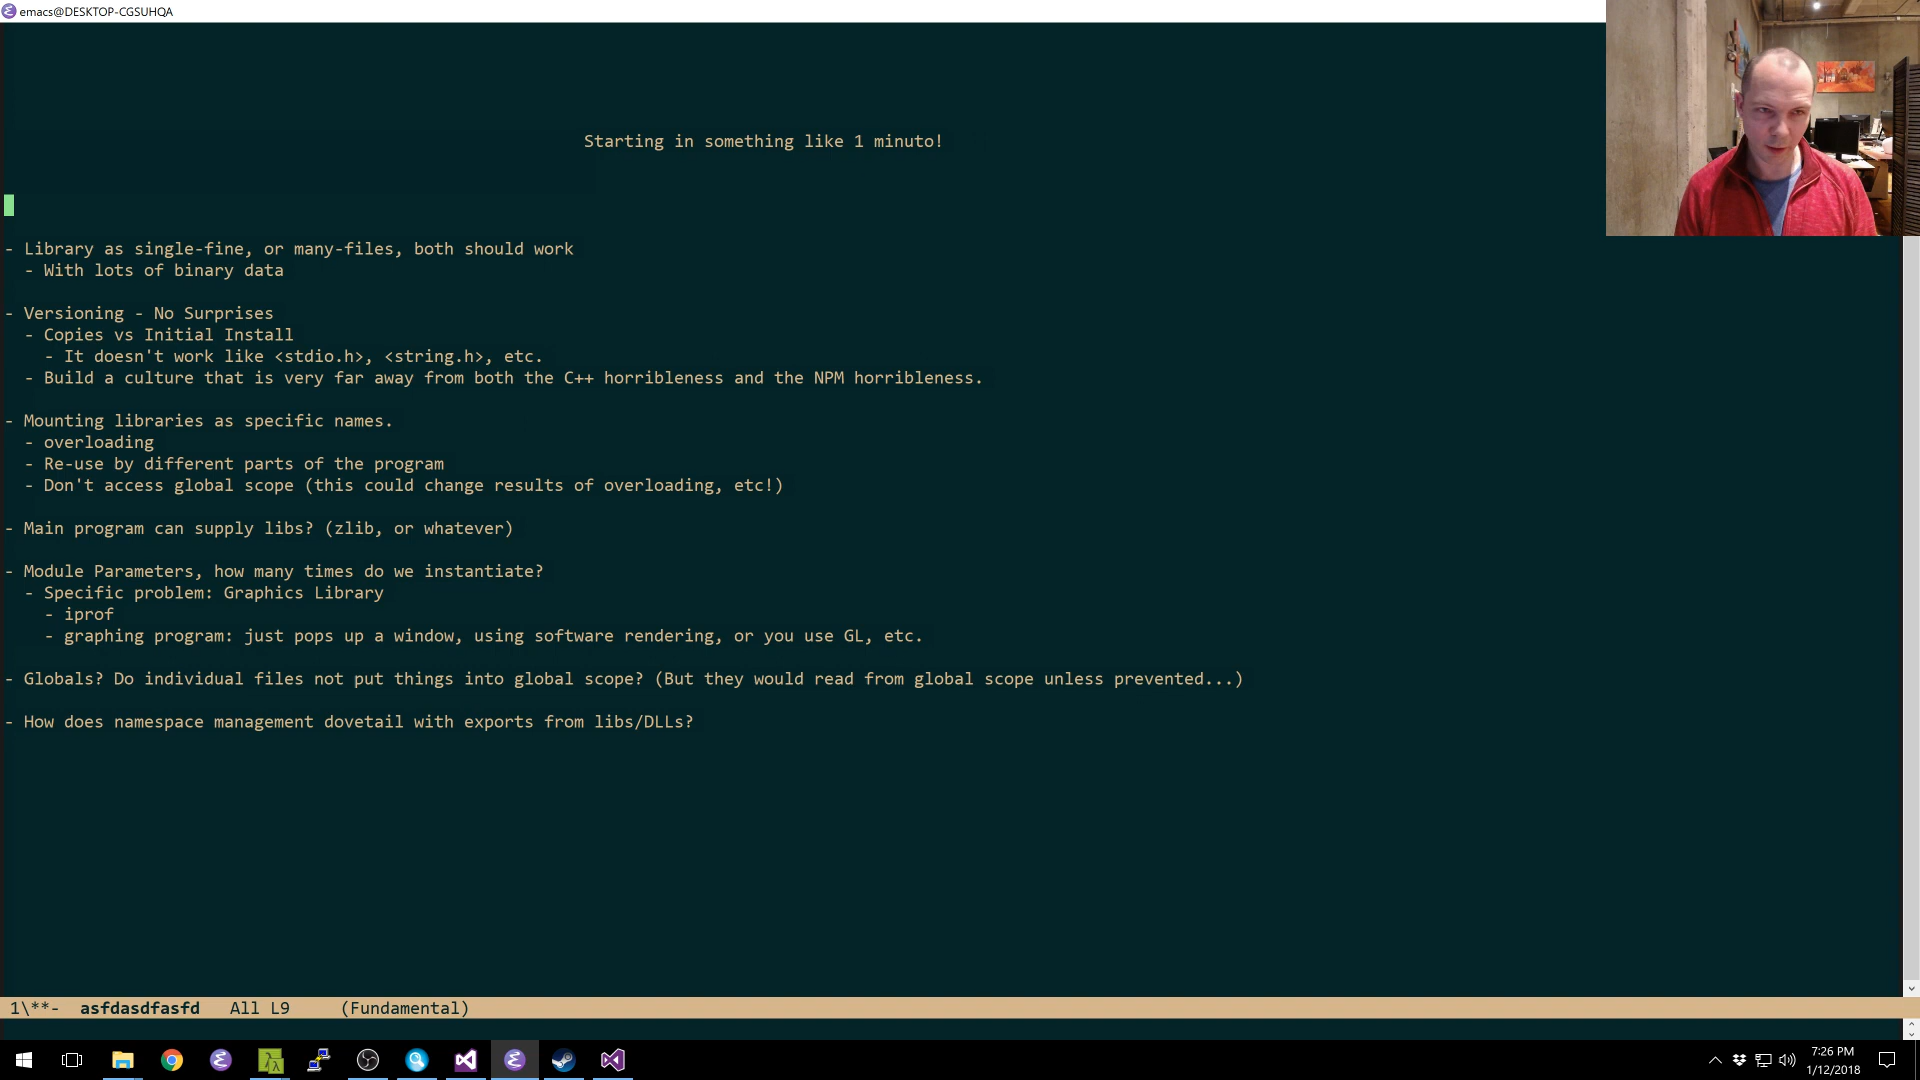 emacs@DESKTOP-CGSUHQA
Starting in something like 1 minuto!
- Library as single-fine, or many-files, both should work
- With lots of binary data
- Versioning - No Surprises
- Copies vs Initial Install
- It doesn't work like <stdio.h>, <string.h>, etc.
- Build a culture that is very far away from both the C++ horribleness and the NPM horribleness.
- Mounting libraries as specific names.
- overloading
- Re-use by different parts of the program
- Don't access global scope (this could change results of overloading, etc!)
- Main program can supply libs? (zlib, or whatever)
- Module Parameters, how many times do we instantiate?
- Specific problem: Graphics Library
- iprof
- graphing program: just pops up a window, using software rendering, or you use GL, etc.
- Globals? Do individual files not put things into global scope? (But they would read from global scope unless prevented...)
- How does namespace management dovetail with exports from libs/DLLs?
1\**-  asfdasdfasfd   All L9     (Fundamental)
7:26 PM
1/12/2018